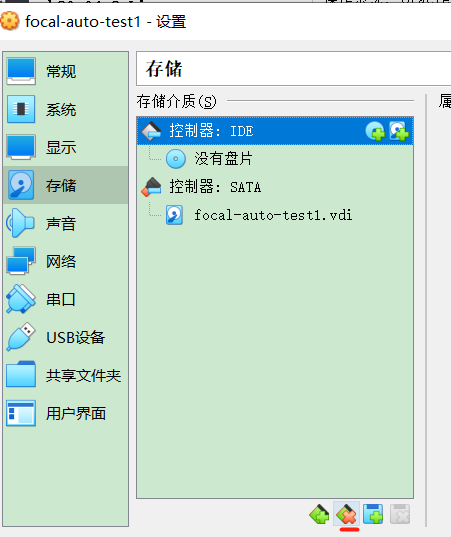 focal-auto-test1 - 设置
常规
系统
显示
存储
声音
网络
串口
USB设备
共享文件夹
用户界面
存储
存储介质(S)
控制器: IDE
没有盘片
控制器: SATA
focal-auto-test1.vdi